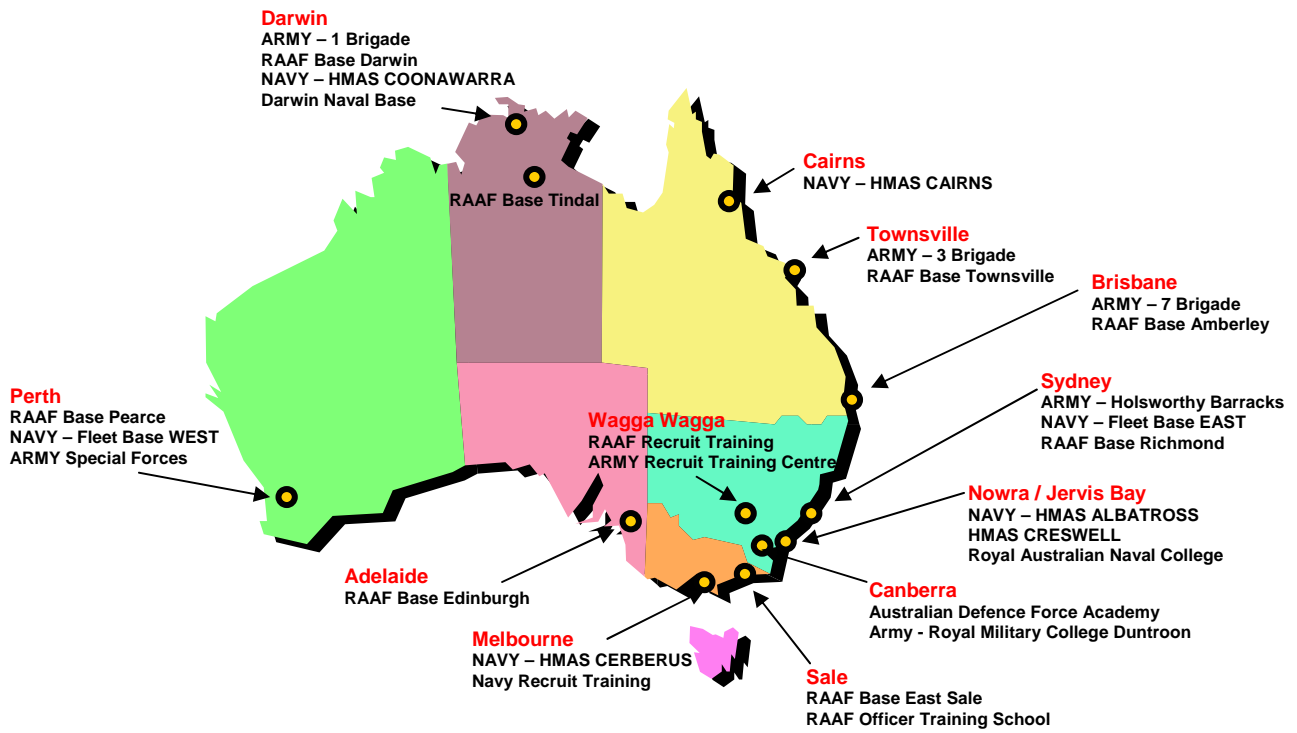 Darwin
ARMY – 1 Brigade
RAAF Base Darwin
NAVY – HMAS COONAWARRA
Darwin Naval Base
RAAF Base Tindal
Cairns
NAVY – HMAS CAIRNS
Townsville
ARMY – 3 Brigade
RAAF Base Townsville
Brisbane
ARMY – 7 Brigade
RAAF Base Amberley
Perth
RAAF Base Pearce
NAVY – Fleet Base WEST
ARMY Special Forces
Wagga Wagga
RAAF Recruit Training
ARMY Recruit Training Centre
Sydney
ARMY – Holsworthy Barracks
NAVY – Fleet Base EAST
RAAF Base Richmond
Nowra / Jervis Bay
NAVY – HMAS ALBATROSS
HMAS CRESWELL
Royal Australian Naval College
Adelaide
RAAF Base Edinburgh
Canberra
Australian Defence Force Academy
Army - Royal Military College Duntroon
Melbourne
NAVY – HMAS CERBERUS
Navy Recruit Training
Sale
RAAF Base East Sale
RAAF Officer Training School